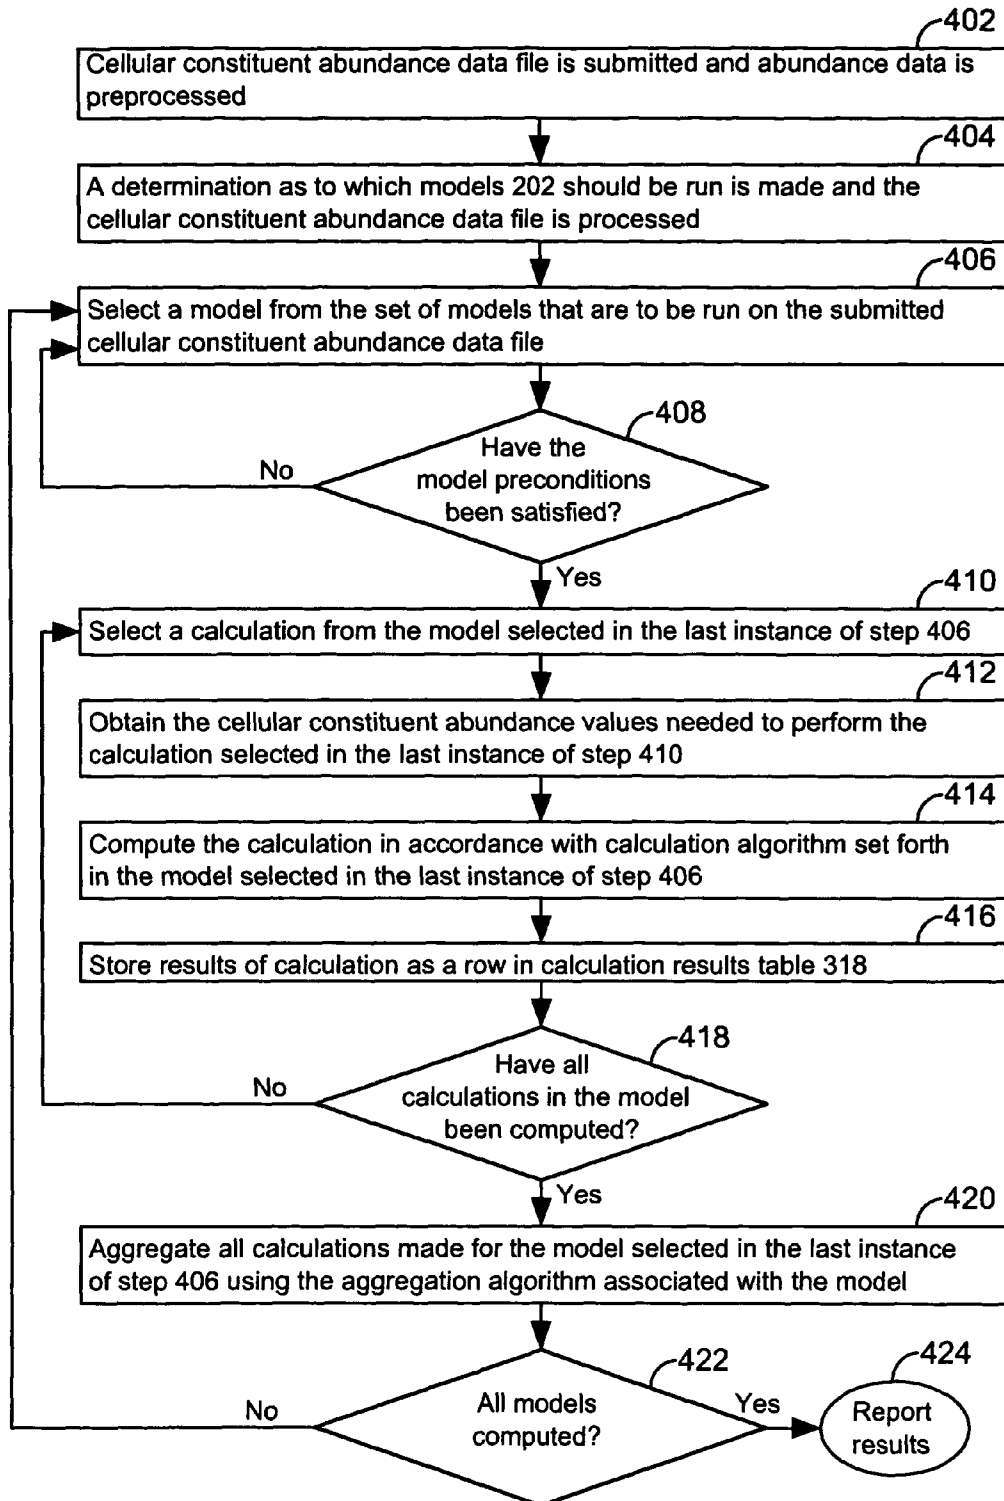 402
Cellular constituent abundance data file is submitted and abundance data is
preprocessed
404
A determination as to which models 202 should be run is made and the
cellular constituent abundance data file is processed
406
Select a model from the set of models that are to be run on the submitted
cellular constituent abundance data file
408
Have the
model preconditions
been satisfied?
No
Yes
410
Select a calculation from the model selected in the last instance of step 406
412
Obtain the cellular constituent abundance values needed to perform the
calculation selected in the last instance of step 410
414
Compute the calculation in accordance with calculation algorithm set forth
in the model selected in the last instance of step 406
416
Store results of calculation as a row in calculation results table 318
418
Have all
calculations in the model
been computed?
No
Yes
420
Aggregate all calculations made for the model selected in the last instance
of step 406 using the aggregation algorithm associated with the model
422
All models
computed?
No
Yes
424
Report
results